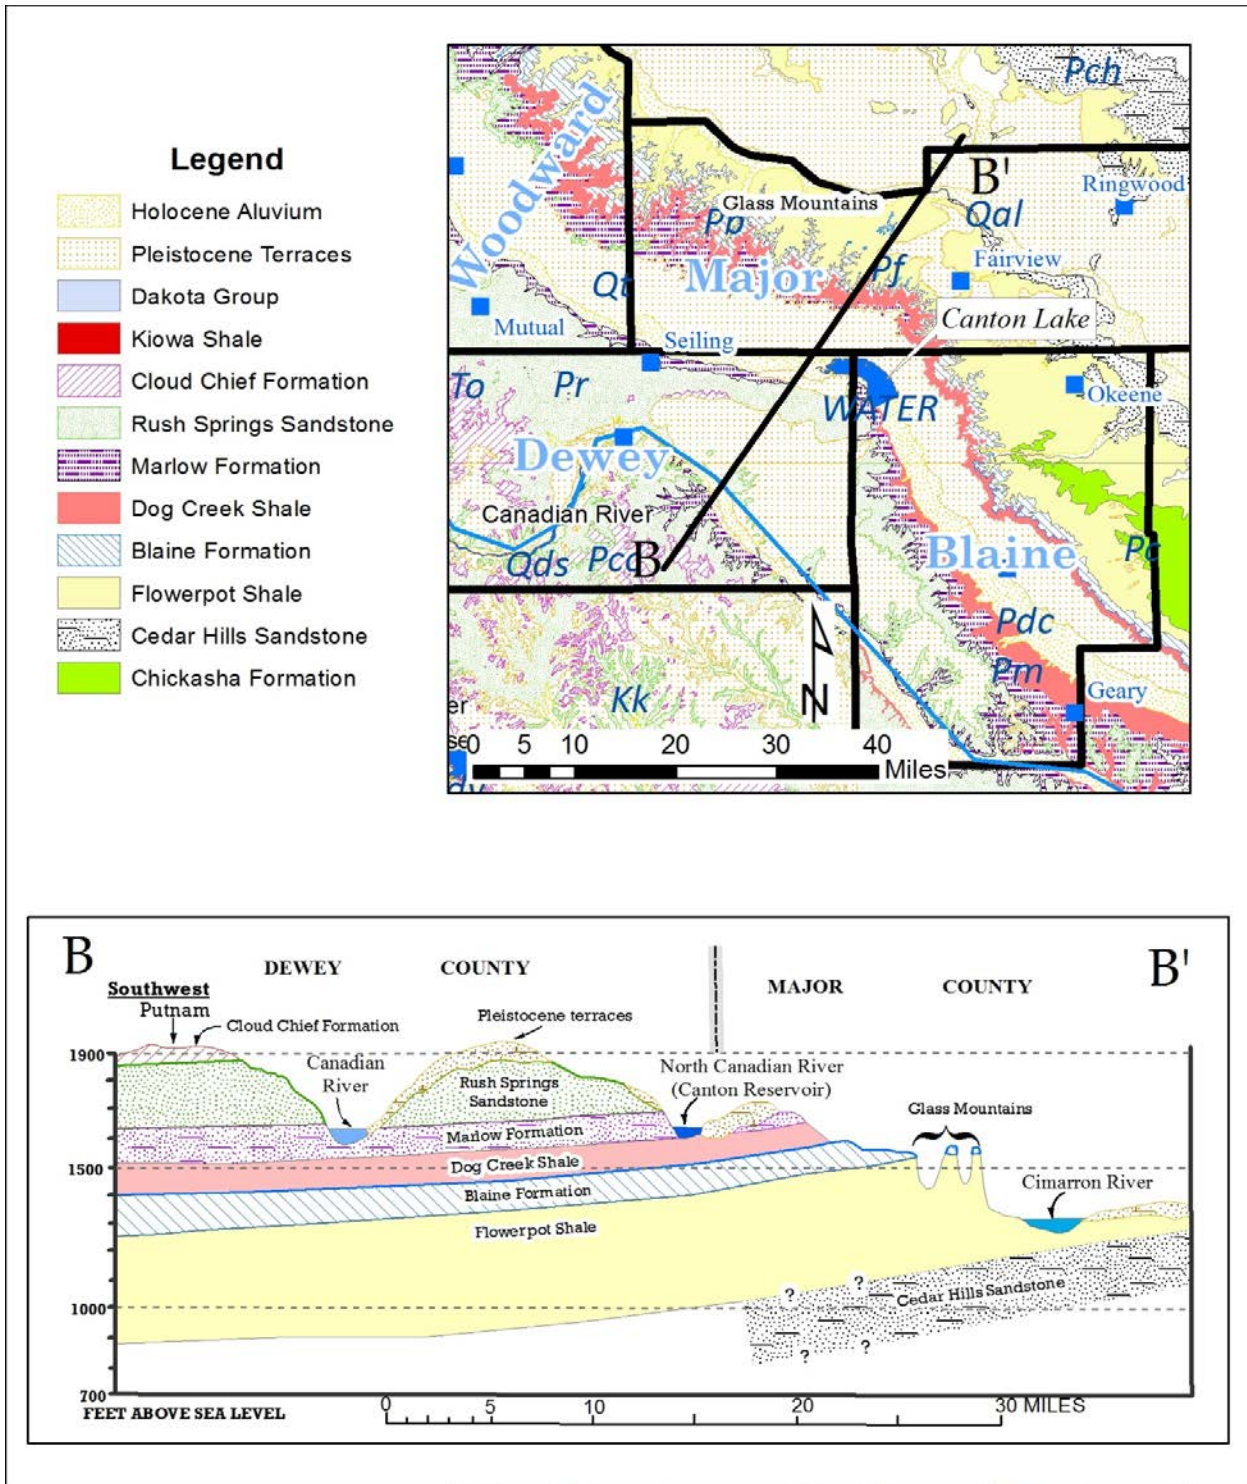 Legend
Holocene Aluvium
Pleistocene Terraces
Dakota Group
Kiowa Shale
Cloud Chief Formation
Rush Springs Sandstone
Marlow Formation
Dog Creek Shale
Blaine Formation
Flowerpot Shale
Cedar Hills Sandstone
Chickasha Formation
Pch
Woodward
B'
Ringwood
Glass Mountains
Pp
Qal
Fairview
Major
Pf
Qt
Canton Lake
Mutual
Seiling
To
Pr
WATER
Okeene
Dewey
Canadian River
Blaine
Pc
Qds
Pcc
B
Pdc
Pm
Kk
N
Geary
er
se
0 5 10 20 30 40
Miles
B
DEWEY COUNTY
MAJOR COUNTY
B'
Southwest
Putnam
Cloud Chief Formation
Pleistocene terraces
1900
Canadian
River
Rush Springs
Sandstone
North Canadian River
(Canton Reservoir)
Glass Mountains
Marlow Formation
Dog Creek Shale
1500
Blaine Formation
Cimarron River
Flowerpot Shale
? ?
Cedar Hills Sandstone
1000
? ?
700
FEET ABOVE SEA LEVEL
0 5 10 20 30 MILES